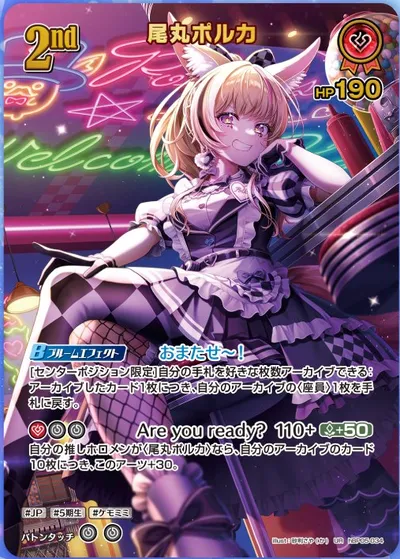 2nd
尾丸ポルカ
HP190
Welcome
Bブルームエフェクト
おまたせ〜!
[センターポジション限定]自分の手札を好きな枚数アーカイブできる:
アーカイブしたカード1枚につき、自分のアーカイブの〈座員〉1枚を手
札に戻す。
Are you ready? 110+ +50
自分の推しホロメンが〈尾丸ポルカ〉なら、自分のアーカイブのカード
10枚につき、このアーツ+30。
#JP #5期生 #ケモミミ
バトンタッチ
UR hBP05-034